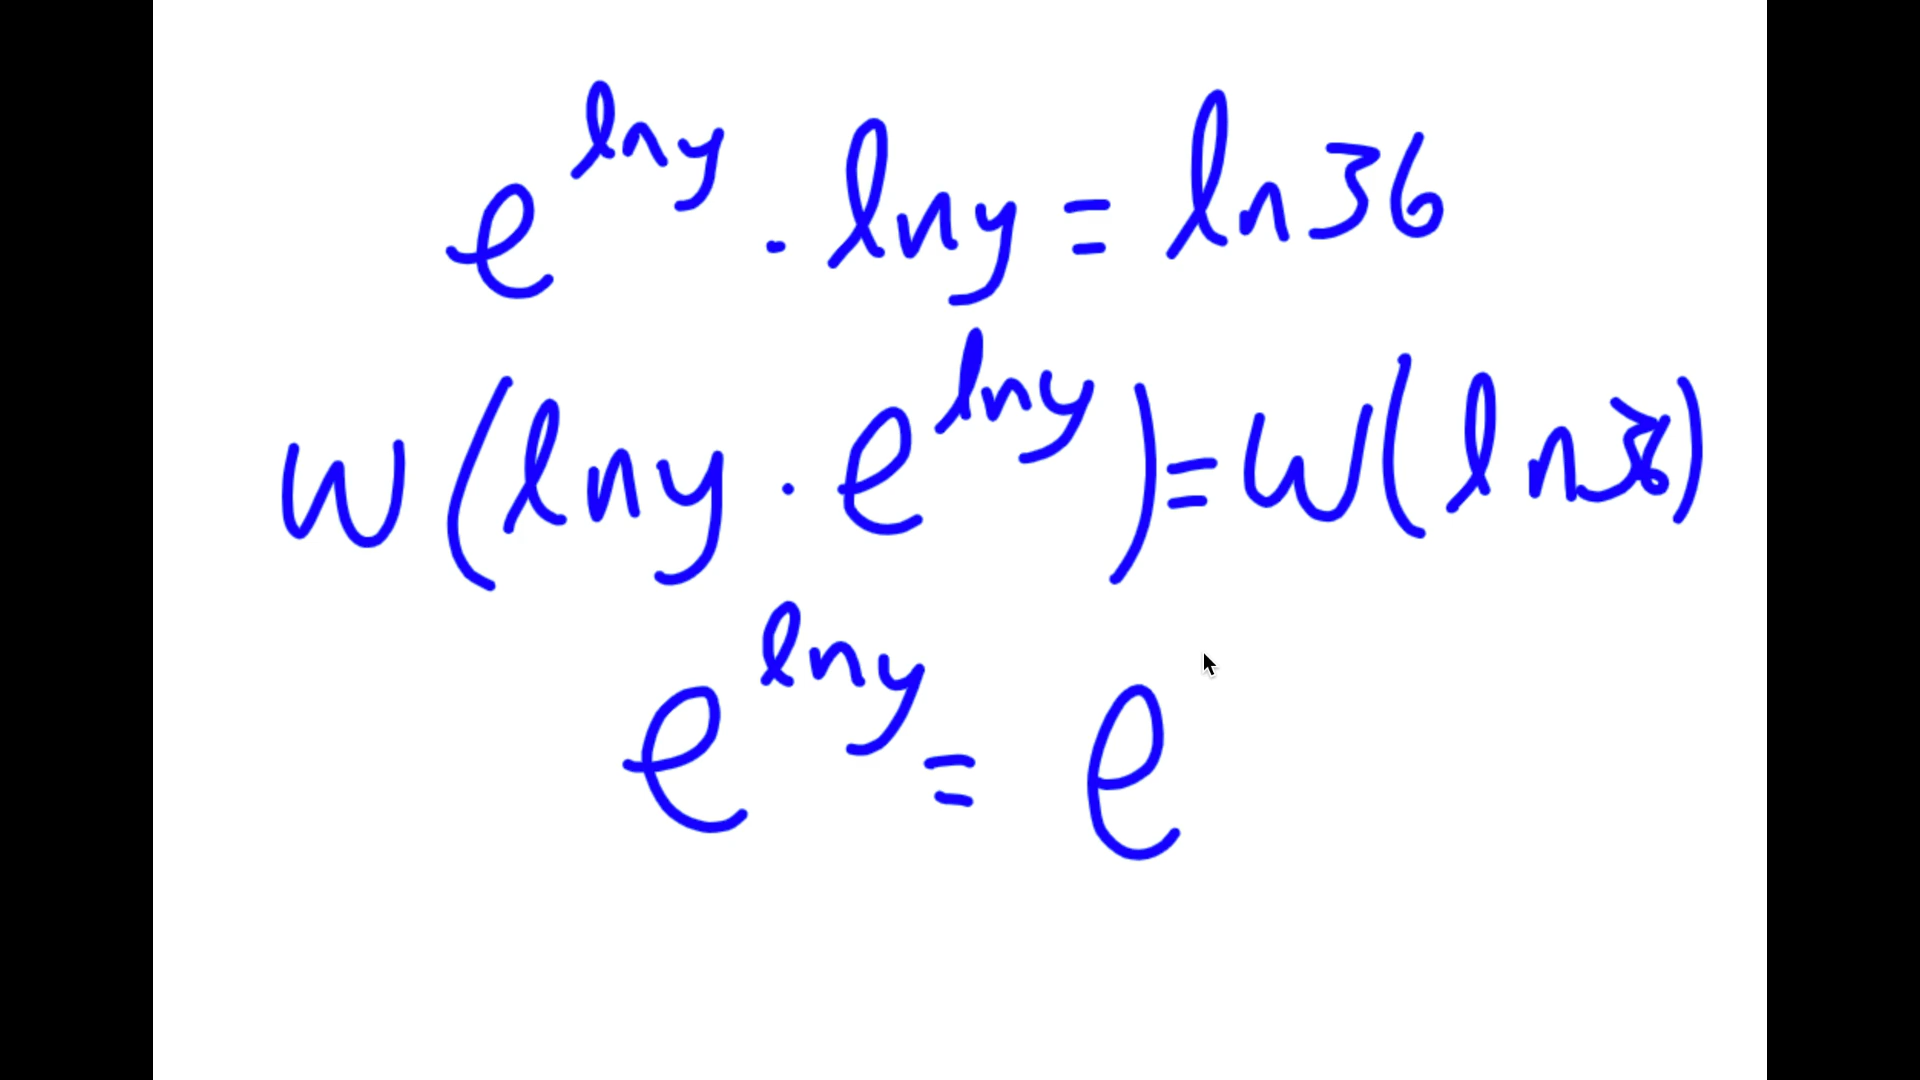 e^{lny} · lny = ln36
W(lny · e^{lny}) = W(ln36)
e^{lny} = e